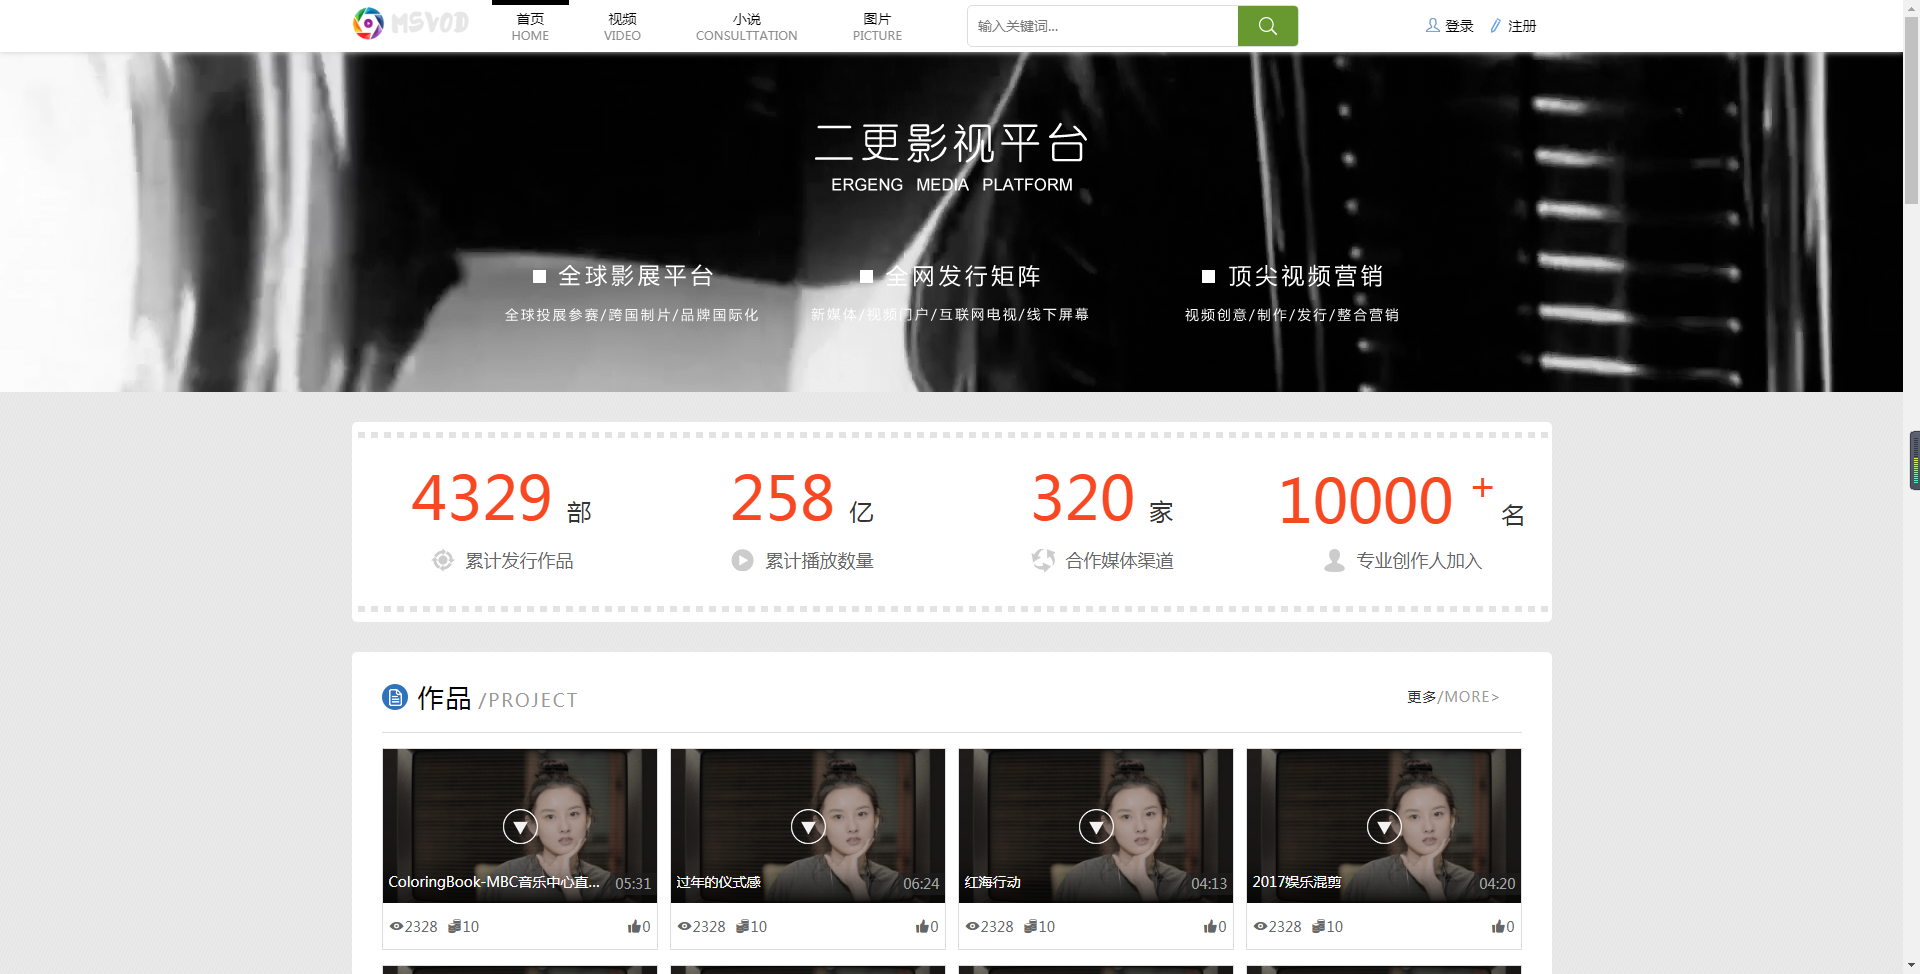 MSVOD
首页 视频 小说 图片
HOME VIDEO CONSULTTATION PICTURE
输入关键词...
登录 注册
二更影视平台
ERGENG MEDIA PLATFORM
全球影展平台 全网发行矩阵 顶尖视频营销
全球投展参赛/跨国制片/品牌国际化 新媒体/视频门户/互联网电视/线下屏幕 视频创意/制作/发行/整合营销
4329 部 258 亿 320 家 10000 + 名
累计发行作品 累计播放数量 合作媒体渠道 专业创作人加入
作品 /PROJECT 更多/MORE>
ColoringBook-MBC音乐中心直... 05:31 过年的仪式感 06:24 红海行动 04:13 2017娱乐混剪 04:20
2328 10 0 2328 10 0 2328 10 0 2328 10 0